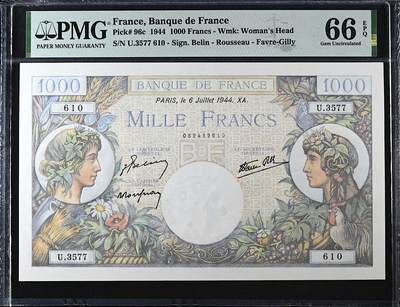 PMG
PAPER MONEY GUARANTY
France, Banque de France
Pick# 96c 1944 1000 Francs - Wmk: Woman's Head
S/N U.3577 610 - Sign. Belin - Rousseau - Favre-Gilly
66 EPQ
Gem Uncirculated
1000 BANQUE DE FRANCE 1000
PARIS, le 6 Juillet 1944. XA.
610 U.3577
MILLE FRANCS
U.3577 610